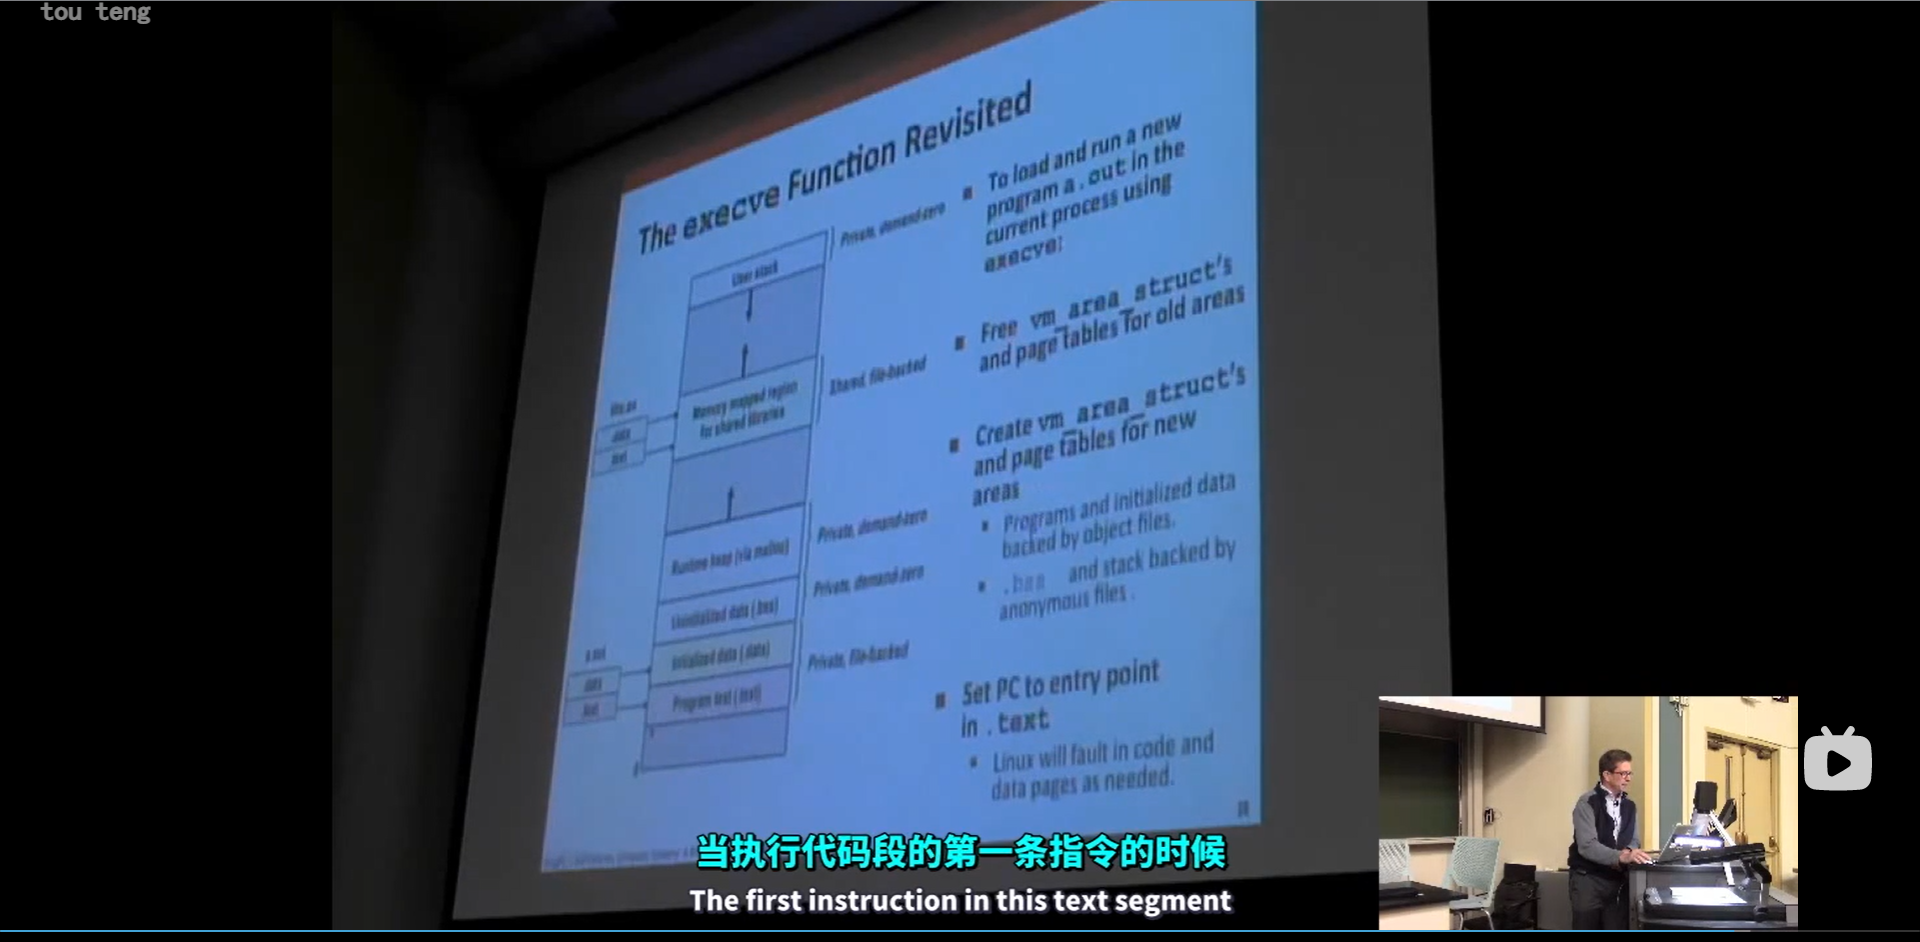 tou teng
The execve Function Revisited
User stack
Private, demand-zero
Memory mapped region
for shared libraries
Shared, file-backed
Runtime heap (via malloc)
Private, demand-zero
Uninitialized data (.bss)
Private, demand-zero
Initialized data (.data)
Program text (.text)
Private, file-backed
libc.so
.data
.text
a.out
.data
.text
0
■ To load and run a new
program a.out in the
current process using
execve:
■ Free vm_area_struct's
and page tables for old areas
■ Create vm_area_struct's
and page tables for new
areas
▪ Programs and initialized data
backed by object files.
▪ .bss and stack backed by
anonymous files .
■ Set PC to entry point
in .text
▪ Linux will fault in code and
data pages as needed.
当执行代码段的第一条指令的时候
The first instruction in this text segment